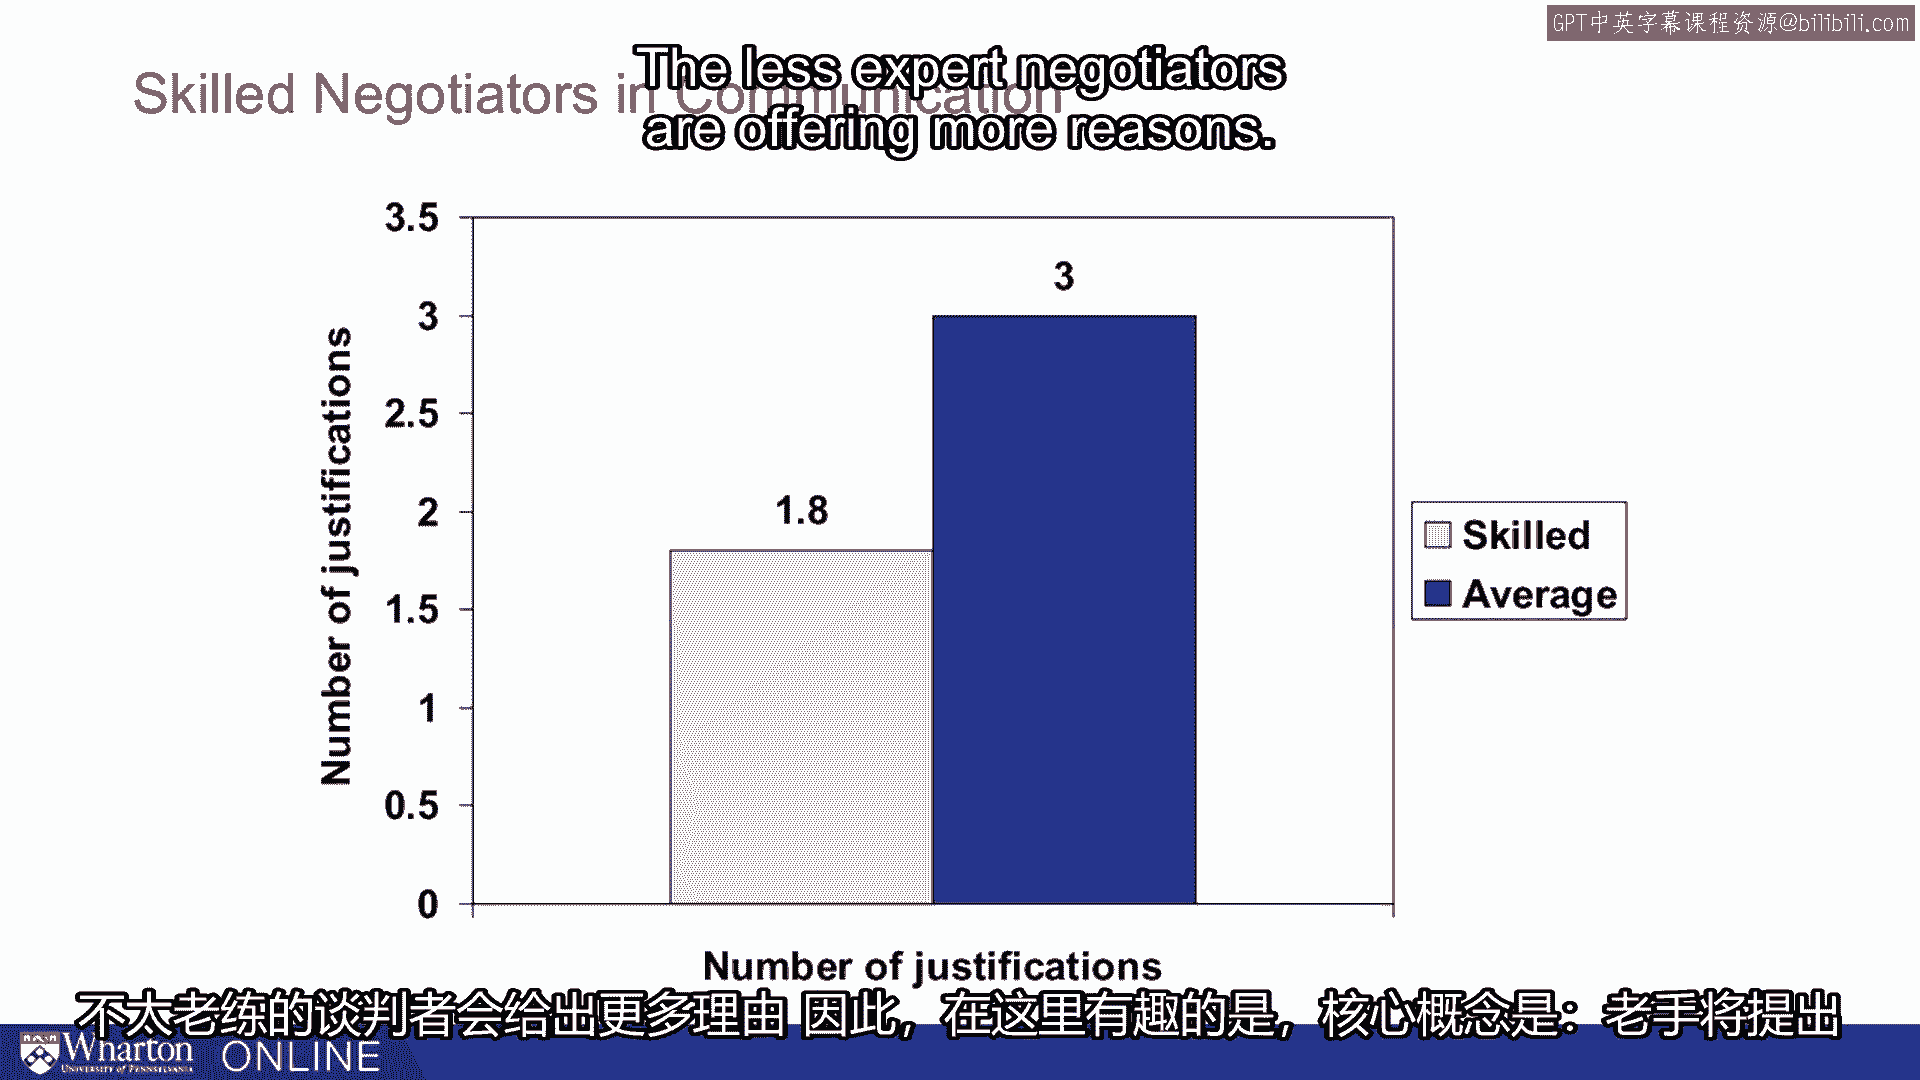 GPT中英字幕课程资源@bilibili.com
Skilled Negotiators in Communication
The less expert negotiators
are offering more reasons.
3.5
3
2.5
2
1.5
1
0.5
0
Number of justifications
1.8
3
Skilled
Average
Number of justifications
不太老练的谈判者会给出更多理由 因此，在这里有趣的是，核心概念是：老手将提出
Wharton
UNIVERSITY of PENNSYLVANIA
ONLINE